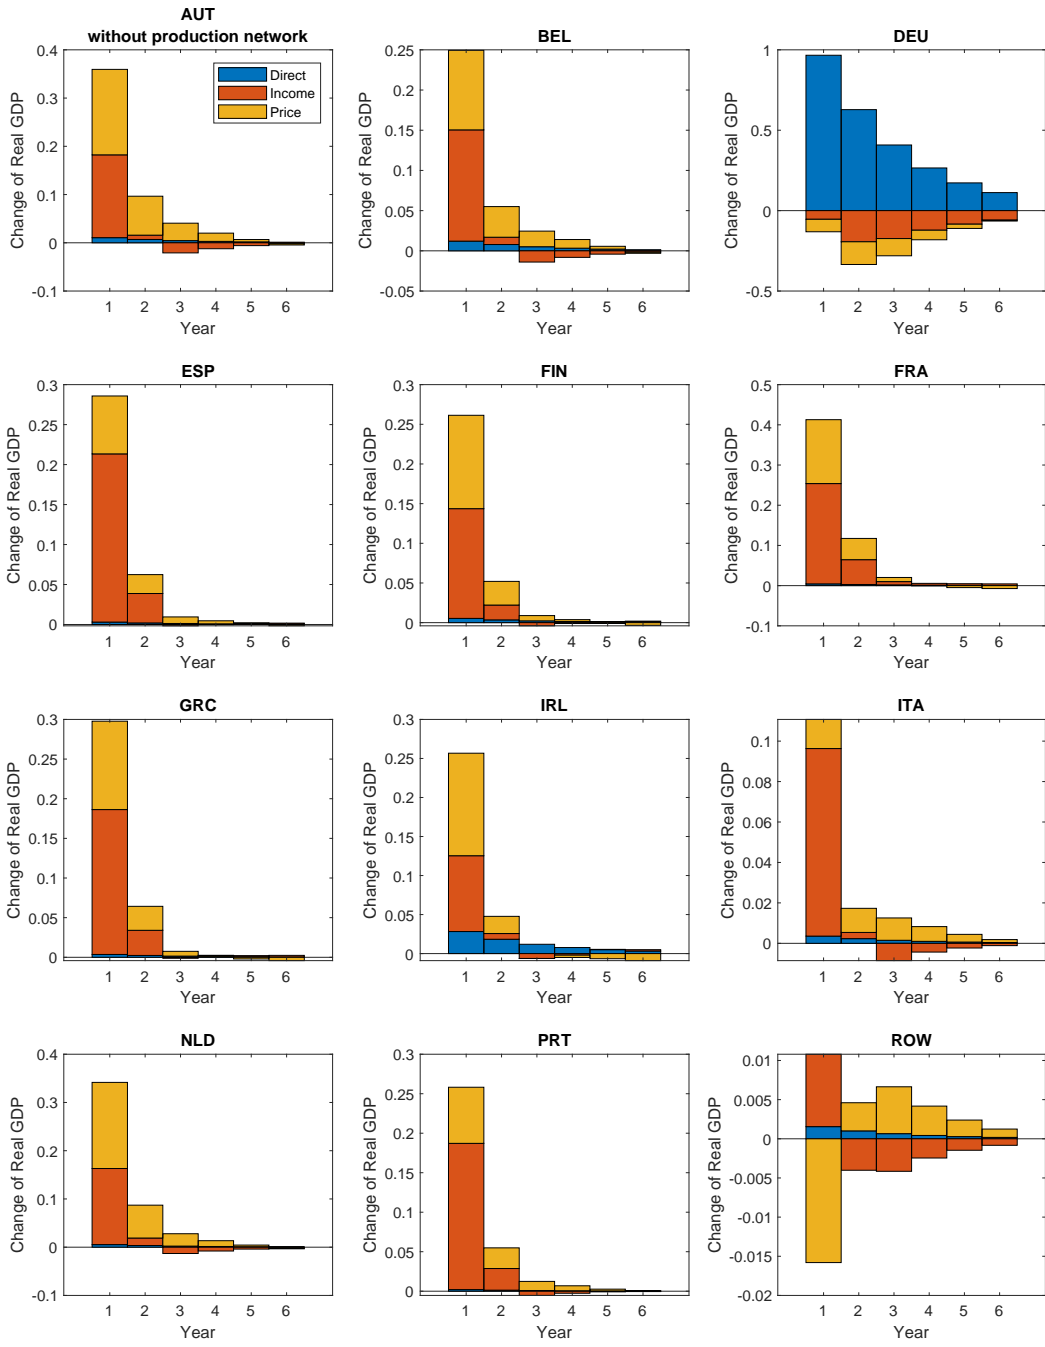 AUT
without production network
0.4
0.3
0.2
0.1
0
-0.1
Change of Real GDP
Direct
Income
Price
1 2 3 4 5 6
Year
BEL
0.25
0.2
0.15
0.1
0.05
0
-0.05
Change of Real GDP
1 2 3 4 5 6
Year
DEU
1
0.5
0
-0.5
Change of Real GDP
1 2 3 4 5 6
Year
ESP
0.3
0.25
0.2
0.15
0.1
0.05
0
Change of Real GDP
1 2 3 4 5 6
Year
FIN
0.3
0.25
0.2
0.15
0.1
0.05
0
Change of Real GDP
1 2 3 4 5 6
Year
FRA
0.5
0.4
0.3
0.2
0.1
0
-0.1
Change of Real GDP
1 2 3 4 5 6
Year
GRC
0.3
0.25
0.2
0.15
0.1
0.05
0
Change of Real GDP
1 2 3 4 5 6
Year
IRL
0.3
0.25
0.2
0.15
0.1
0.05
0
Change of Real GDP
1 2 3 4 5 6
Year
ITA
0.1
0.08
0.06
0.04
0.02
0
Change of Real GDP
1 2 3 4 5 6
Year
NLD
0.4
0.3
0.2
0.1
0
-0.1
Change of Real GDP
1 2 3 4 5 6
Year
PRT
0.3
0.25
0.2
0.15
0.1
0.05
0
Change of Real GDP
1 2 3 4 5 6
Year
ROW
0.01
0.005
0
-0.005
-0.01
-0.015
-0.02
Change of Real GDP
1 2 3 4 5 6
Year